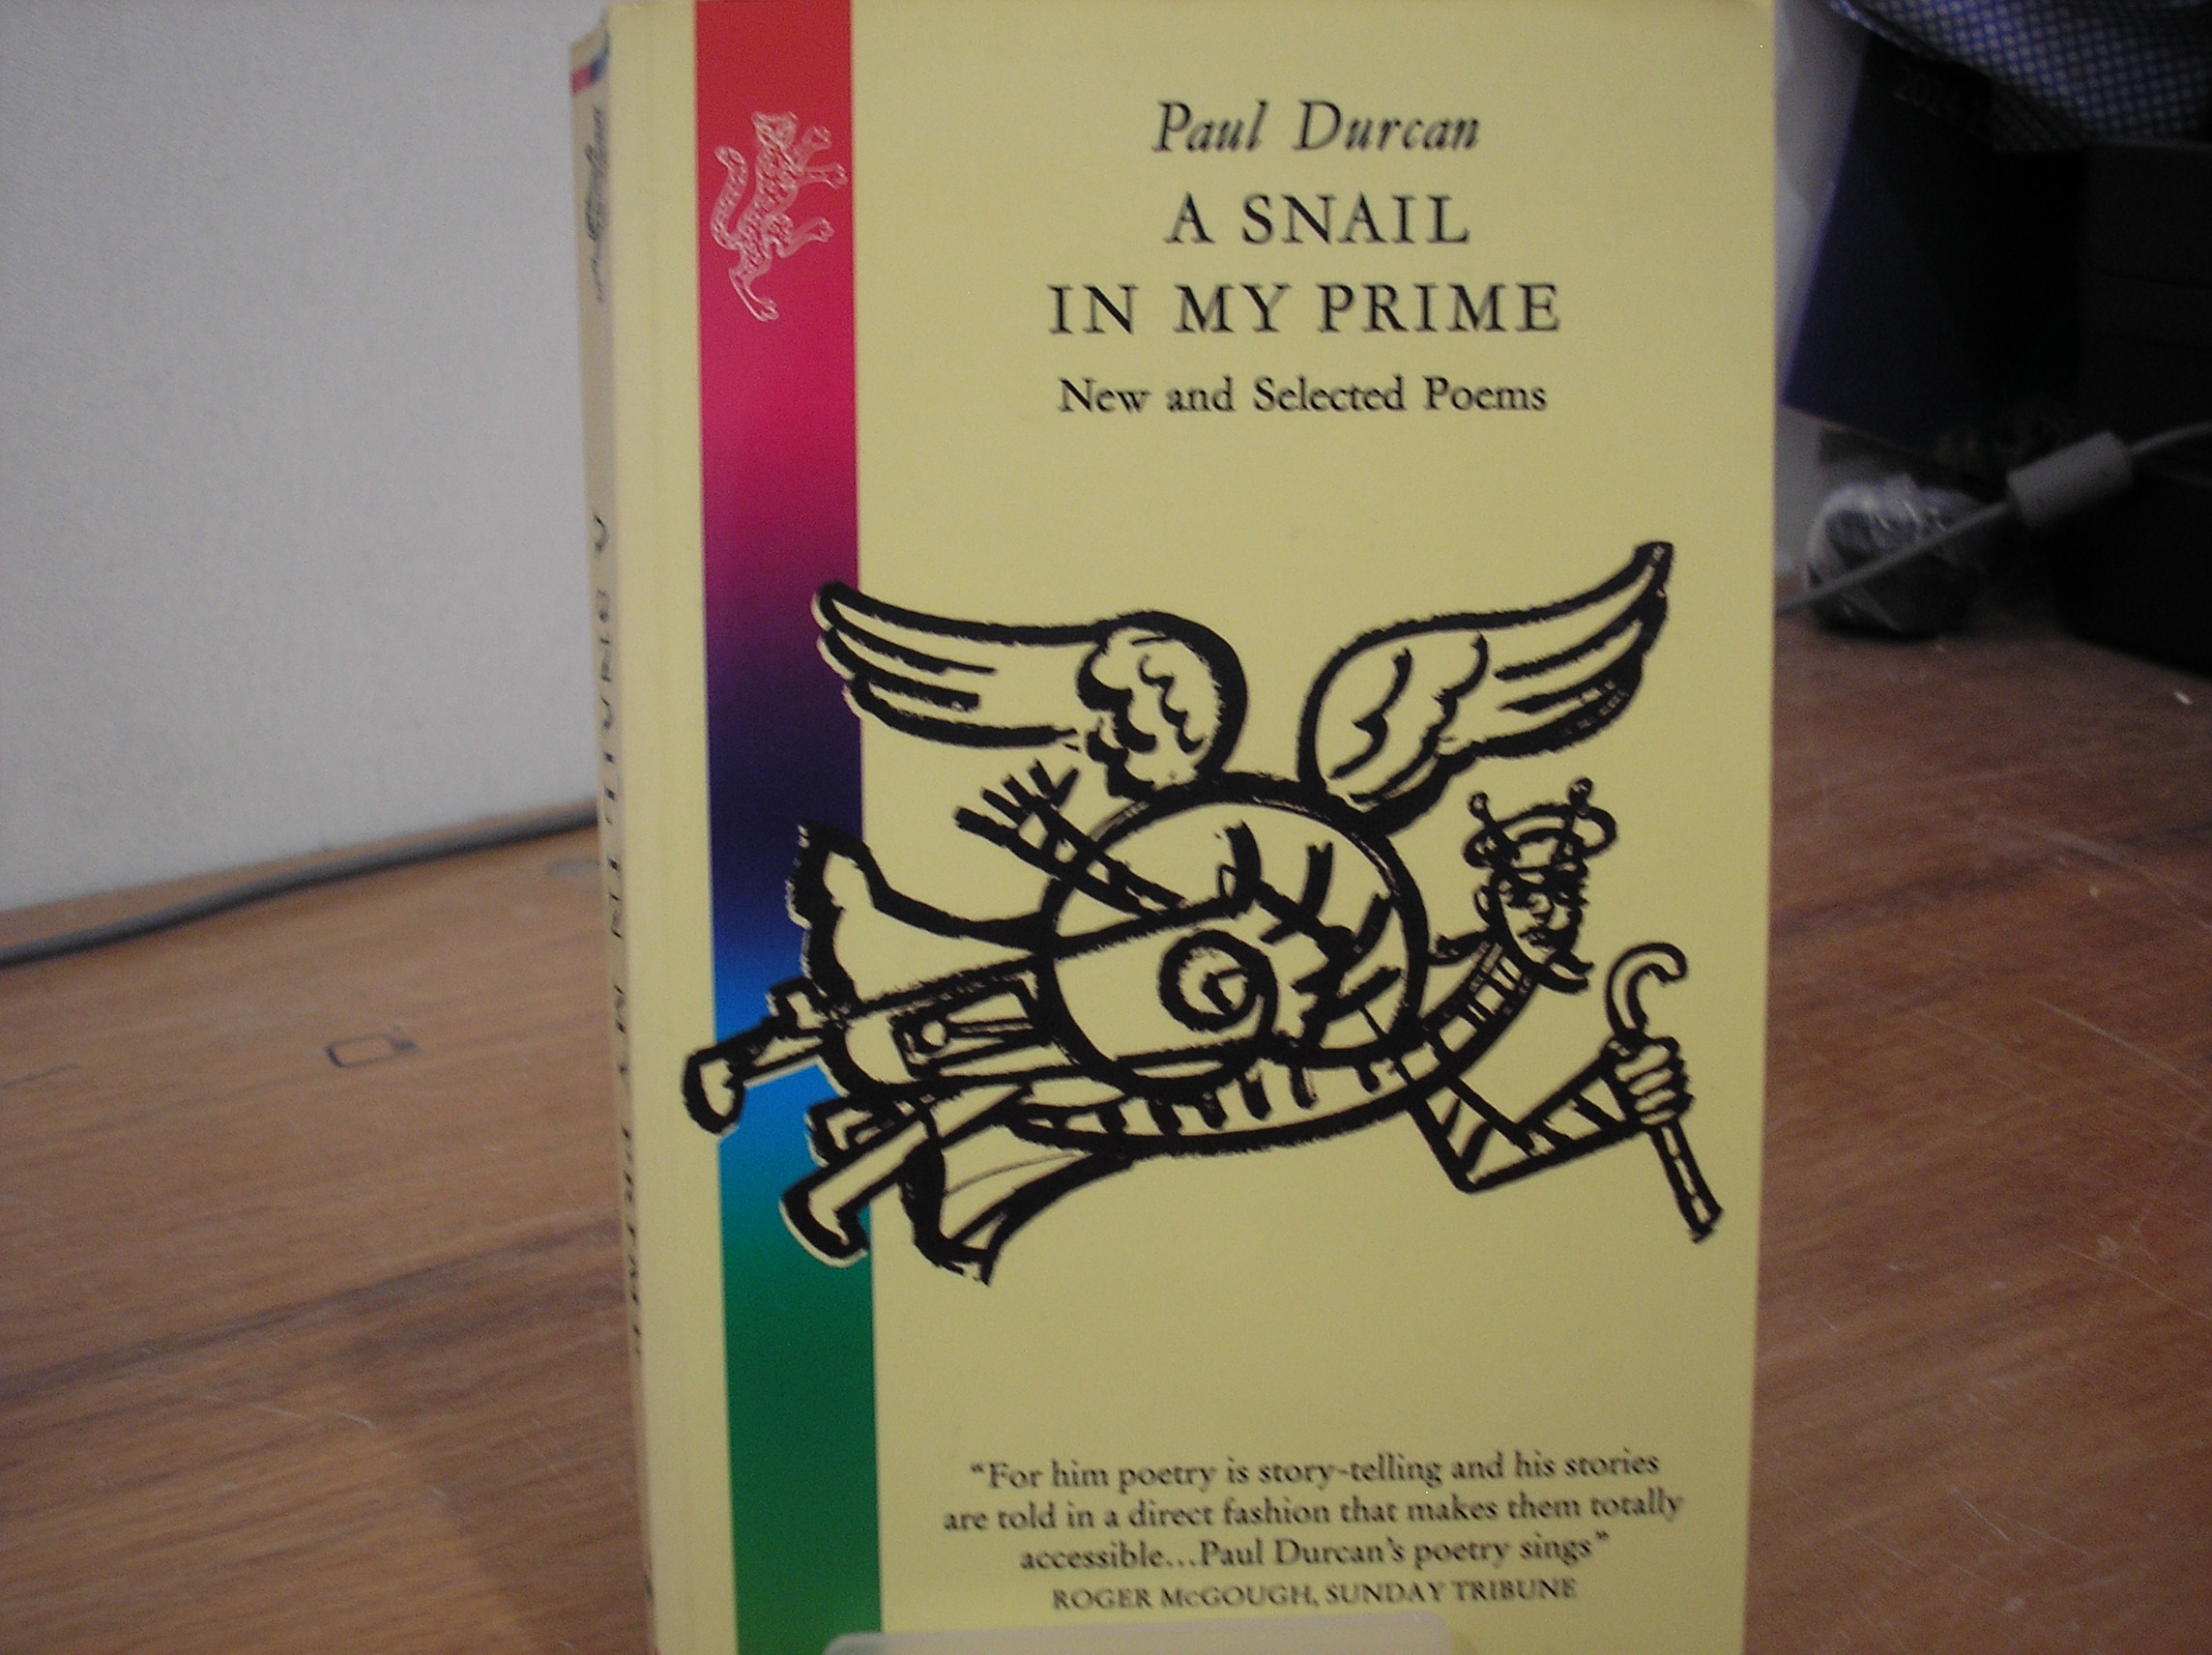 Paul Durcan
A SNAIL
IN MY PRIME
New and Selected Poems
"For him poetry is story-telling and his stories
are told in a direct fashion that makes them totally
accessible...Paul Durcan's poetry sings"
ROGER McGOUGH, SUNDAY TRIBUNE